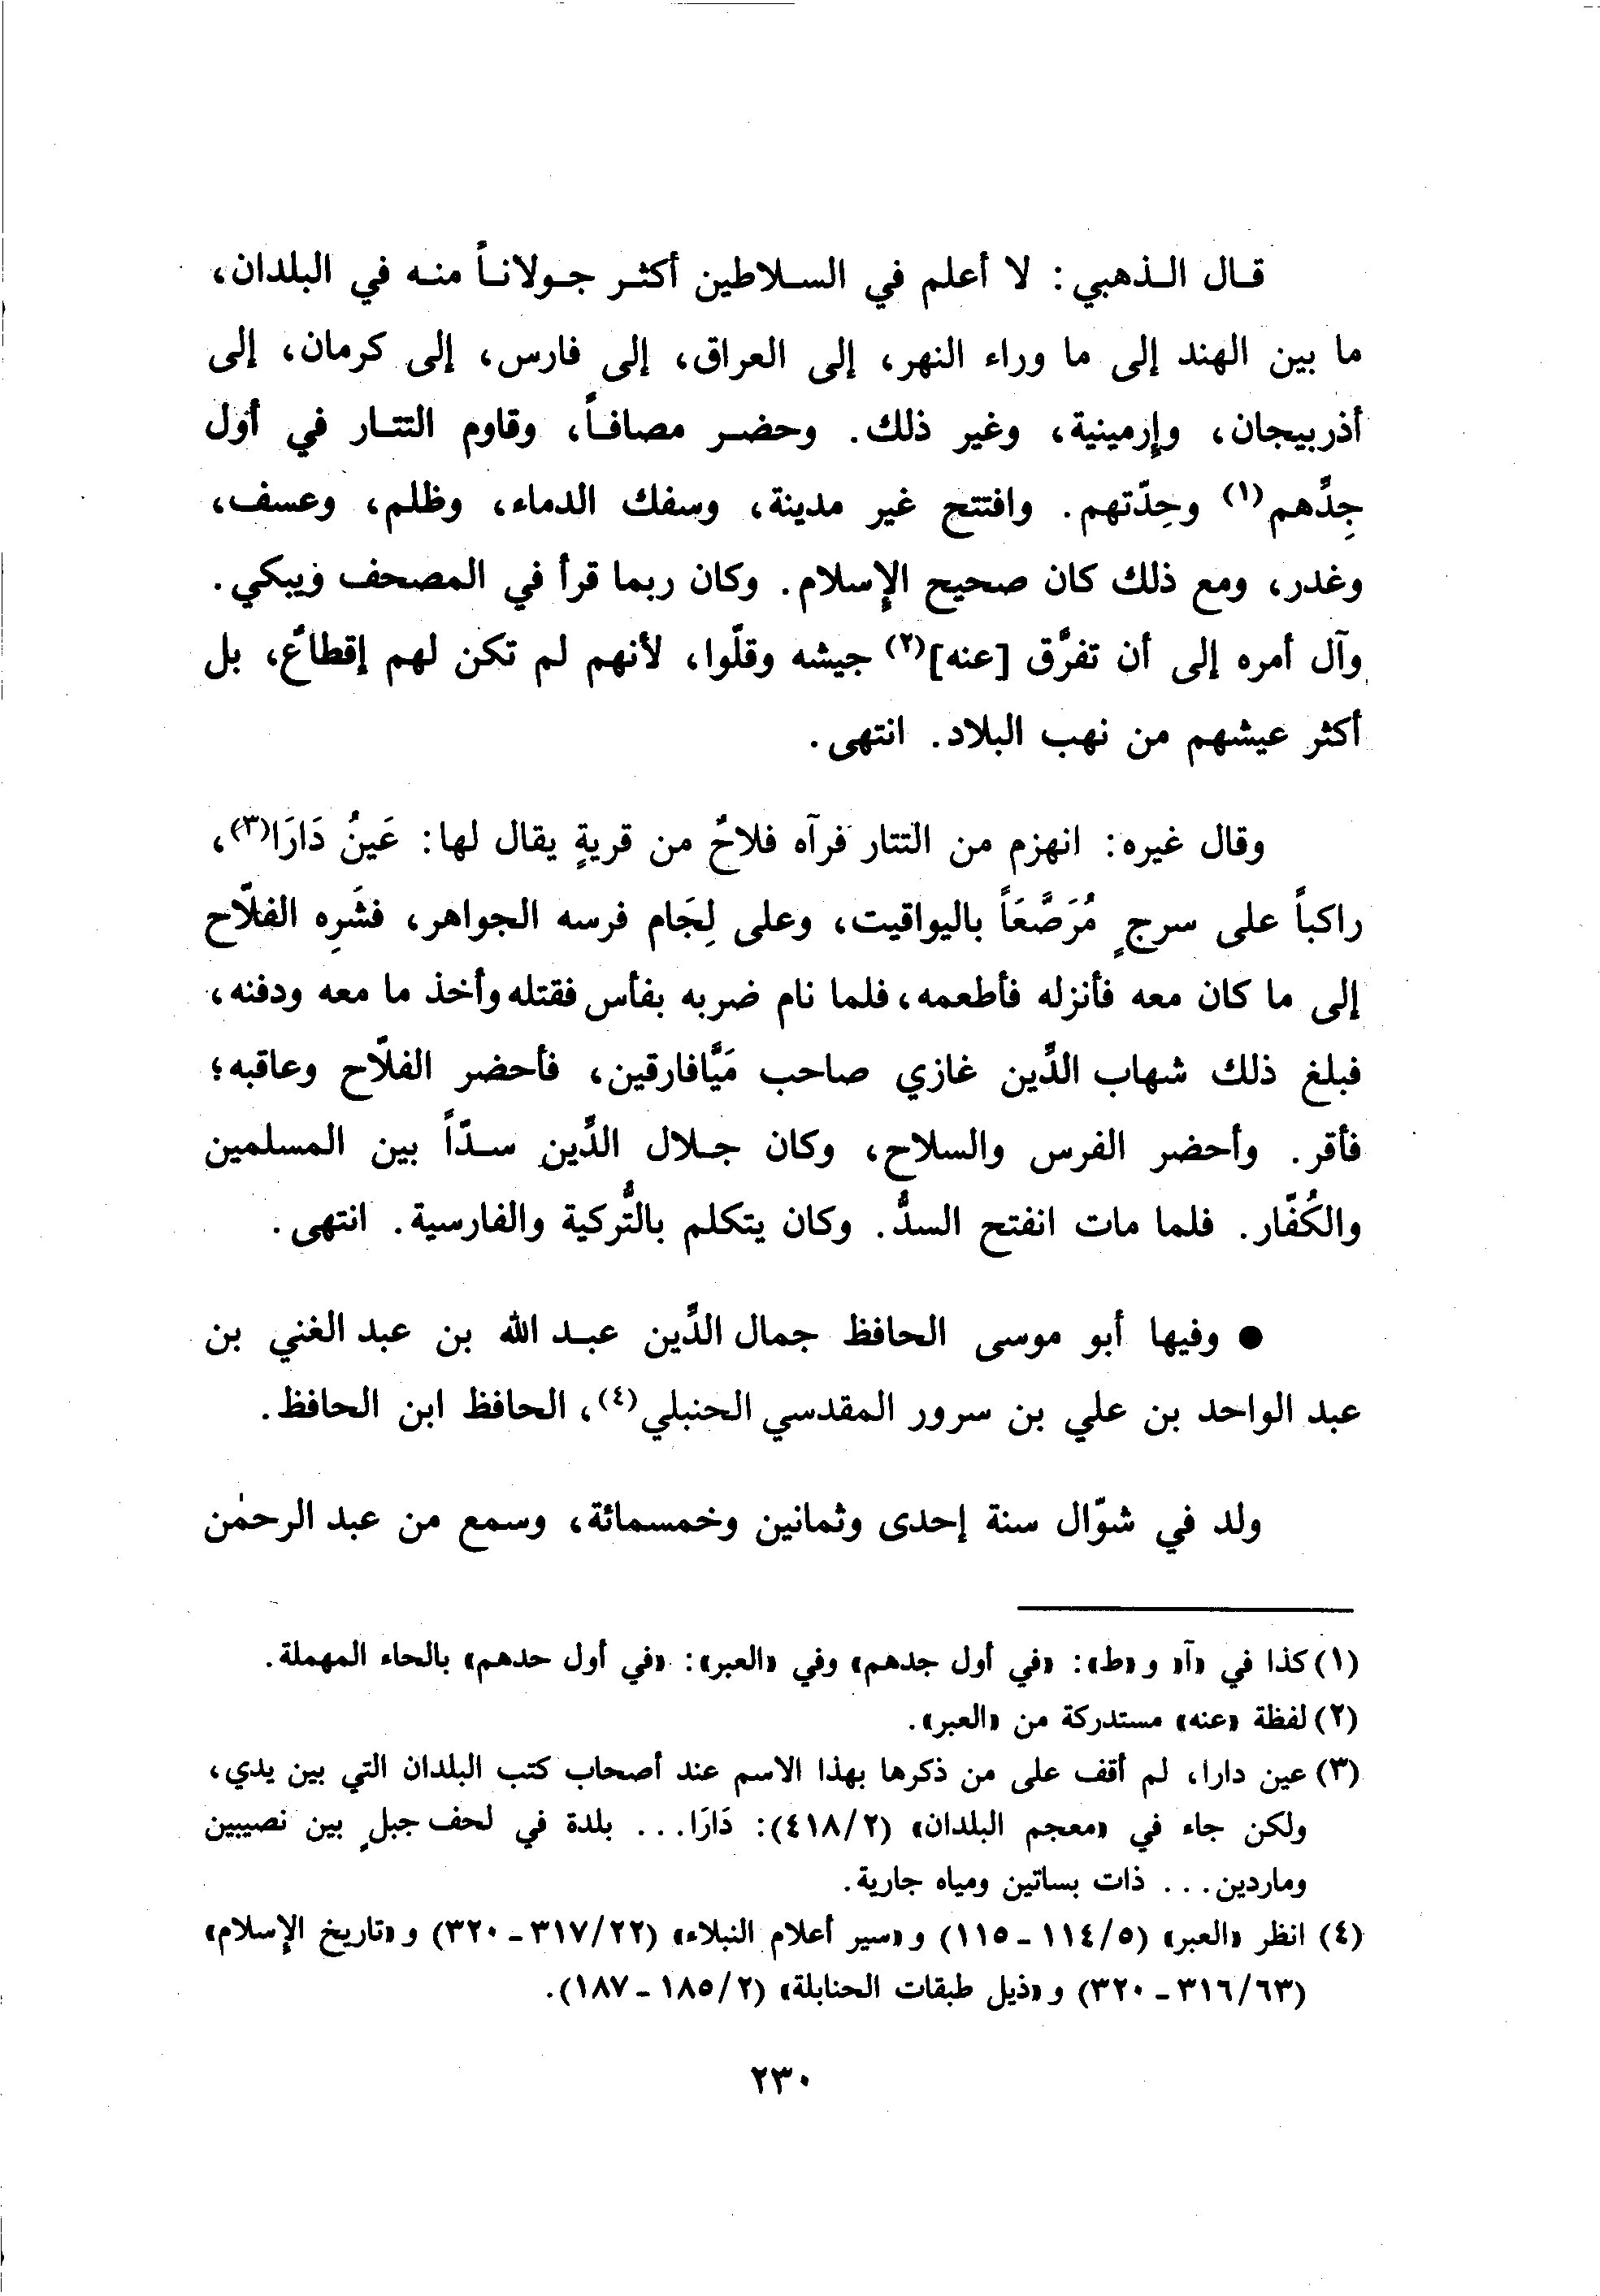 قال الذهبي: لا أعلم في السلاطين أكثر جولاناً منه في البلدان،
ما بين الهند إلى ما وراء النهر، إلى العراق، إلى فارس، إلى كرمان، إلى
أذربيجان، وإرمينية، وغير ذلك. وحضر مصافاً، وقاوم التتار في أول
جِدِّهم(١) وحِدّتهم. وافتتح غير مدينة، وسفك الدماء، وظلم، وعسف،
وغدر، ومع ذلك كان صحيح الإسلام. وكان ربما قرأ في المصحف ويبكي.
وآل أمره إلى أن تفرَّق [عنه](٢) جيشه وقلّوا، لأنهم لم تكن لهم إقطاعٌ، بل
أكثر عيشهم من نهب البلاد. انتهى.
وقال غيره: انهزم من التتار فرآه فلاحٌ من قريةٍ يقال لها: عَينُ دَارَا(٣)،
راكباً على سرجٍ مُرَصَّعَاً باليواقيت، وعلى لِجَام فرسه الجواهر، فشَرِه الفلّاح
إلى ما كان معه فأنزله فأطعمه، فلما نام ضربه بفأس فقتله وأخذ ما معه ودفنه،
فبلغ ذلك شهاب الدِّين غازي صاحب مَيَّافارقين، فأحضر الفلّاح وعاقبه؛
فأقر. وأحضر الفرس والسلاح، وكان جلال الدِّين سدّاً بين المسلمين
والكُفّار. فلما مات انفتح السدُّ. وكان يتكلم بالتُّركية والفارسية. انتهى.
● وفيها أبو موسى الحافظ جمال الدِّين عبد الله بن عبد الغني بن
عبد الواحد بن علي بن سرور المقدسي الحنبلي(٤)، الحافظ ابن الحافظ.
ولد في شوّال سنة إحدى وثمانين وخمسمائة، وسمع من عبد الرحمٰن
(١) كذا في «آ» و «ط»: «في أول جدهم» وفي «العبر»: «في أول حدهم» بالحاء المهملة.
(٢) لفظة «عنه» مستدركة من «العبر».
(٣) عين دارا، لم أقف على من ذكرها بهذا الاسم عند أصحاب كتب البلدان التي بين يدي،
ولكن جاء في «معجم البلدان» (٤١٨/٢): دَارَا... بلدة في لحف جبلٍ بين نصيبين
وماردين... ذات بساتين ومياه جارية.
(٤) انظر «العبر» (١١٤/٥ - ١١٥) و «سير أعلام النبلاء» (٣١٧/٢٢ - ٣٢٠) و «تاريخ الإسلام»
(٣١٦/٦٣ - ٣٢٠) و «ذيل طبقات الحنابلة» (١٨٥/٢ - ١٨٧).
٢٣٠